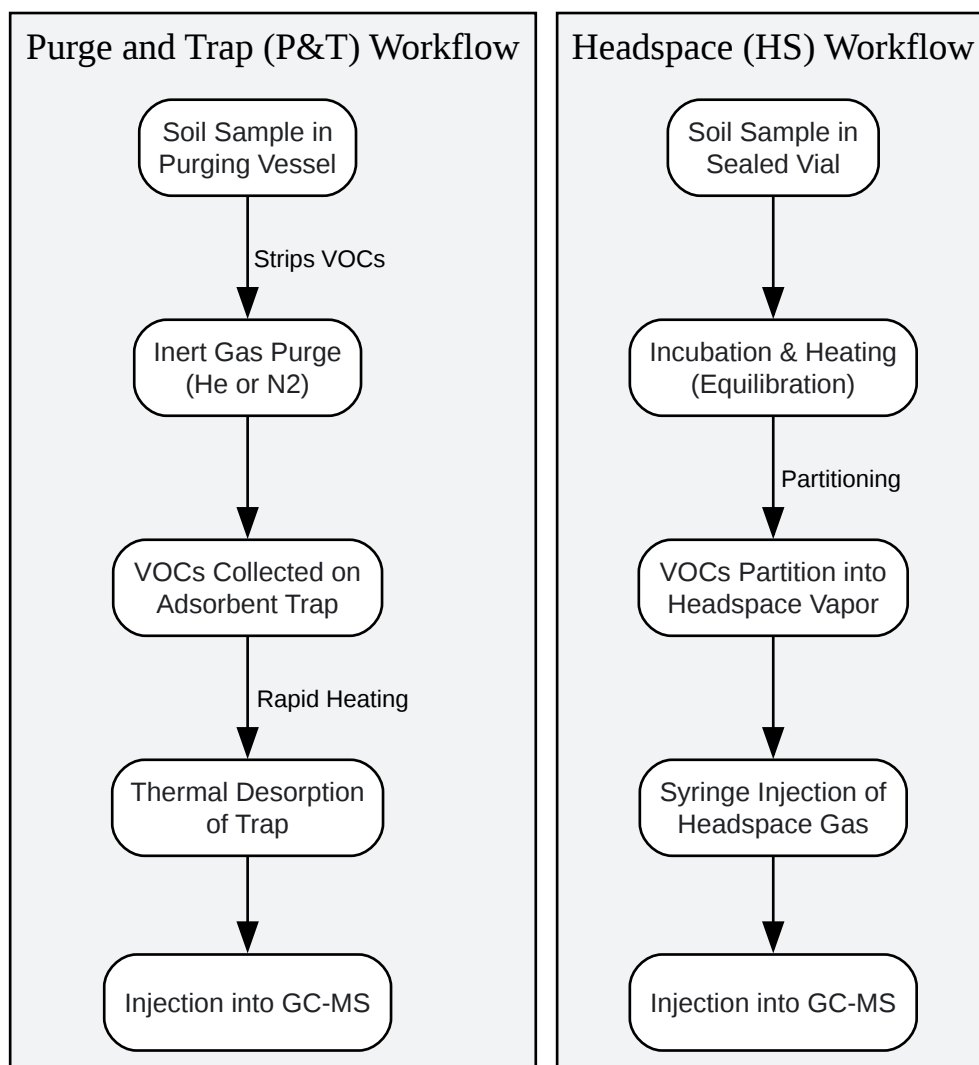 Purge and Trap (P&T) Workflow
Soil Sample in
Purging Vessel
Strips VOCs
Inert Gas Purge
(He or N2)
VOCs Collected on
Adsorbent Trap
Rapid Heating
Thermal Desorption
of Trap
Injection into GC-MS
Headspace (HS) Workflow
Soil Sample in
Sealed Vial
Incubation & Heating
(Equilibration)
Partitioning
VOCs Partition into
Headspace Vapor
Syringe Injection of
Headspace Gas
Injection into GC-MS